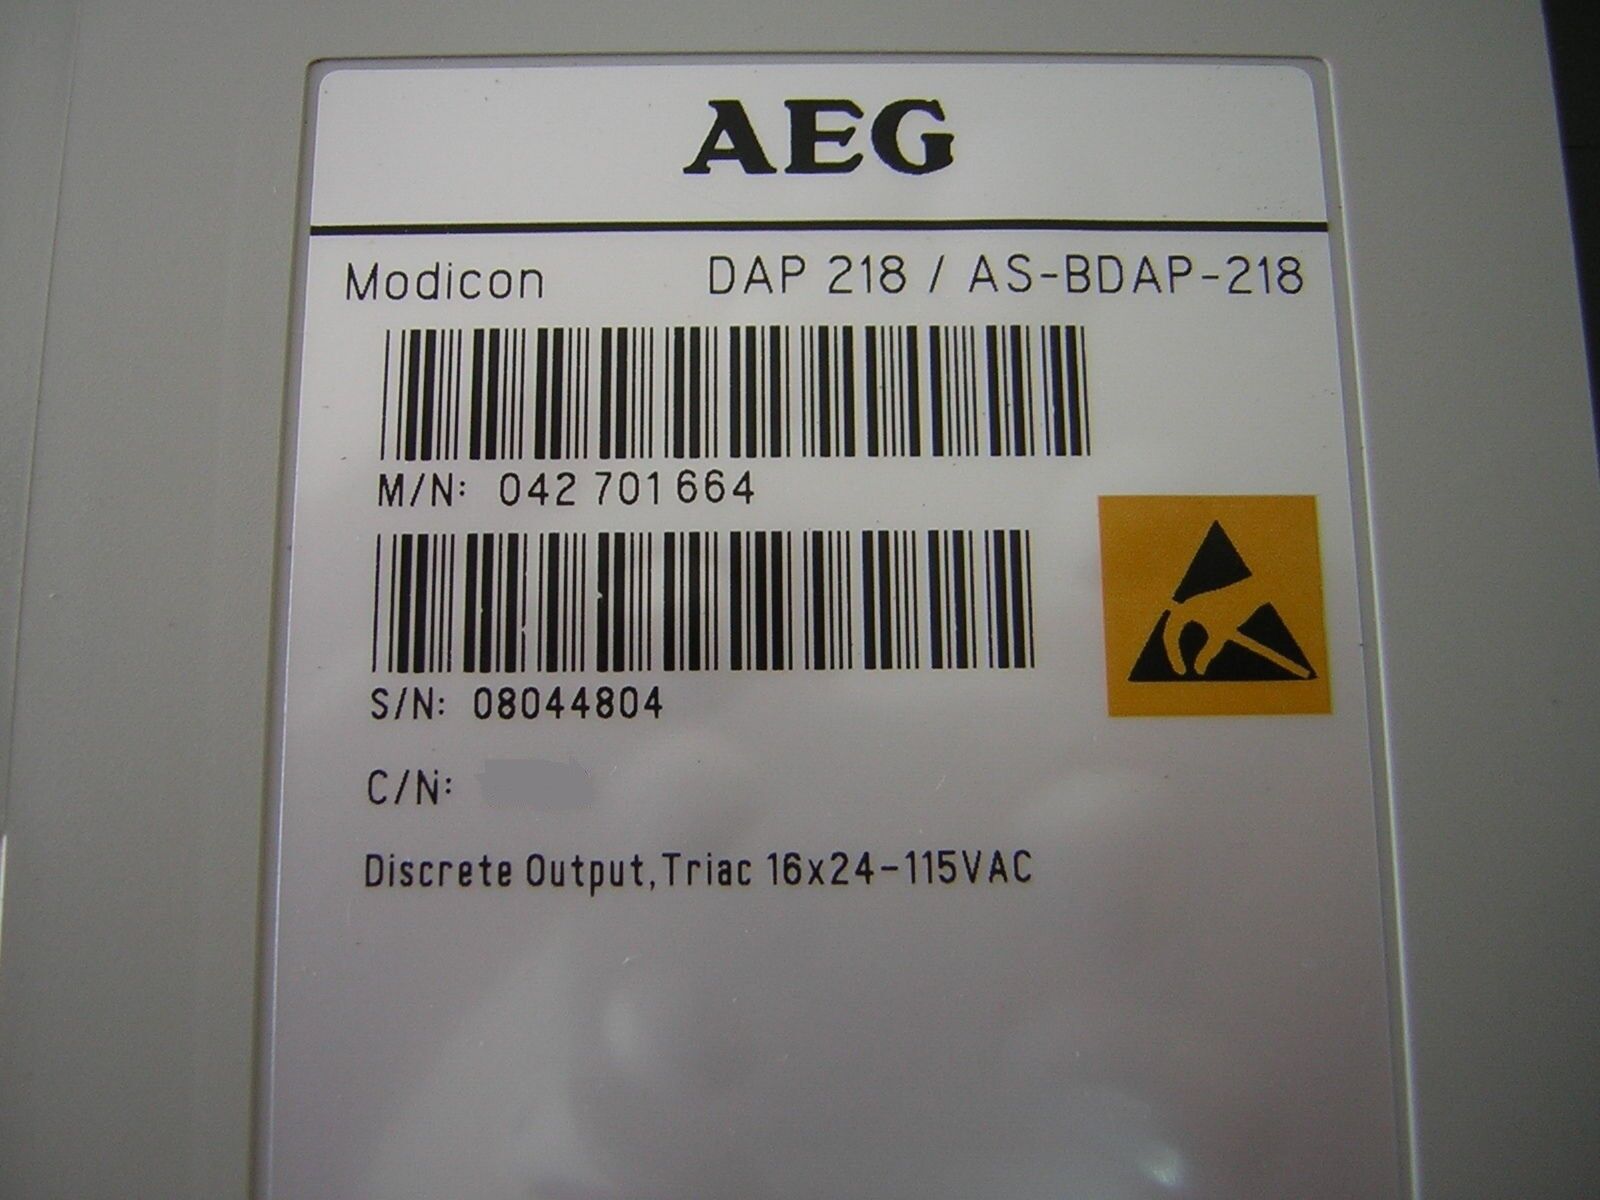 AEG
Modicon DAP 218 / AS-BDAP-218
M/N: 042 701 664
S/N: 08044804
C/N:
Discrete Output, Triac 16x24-115VAC